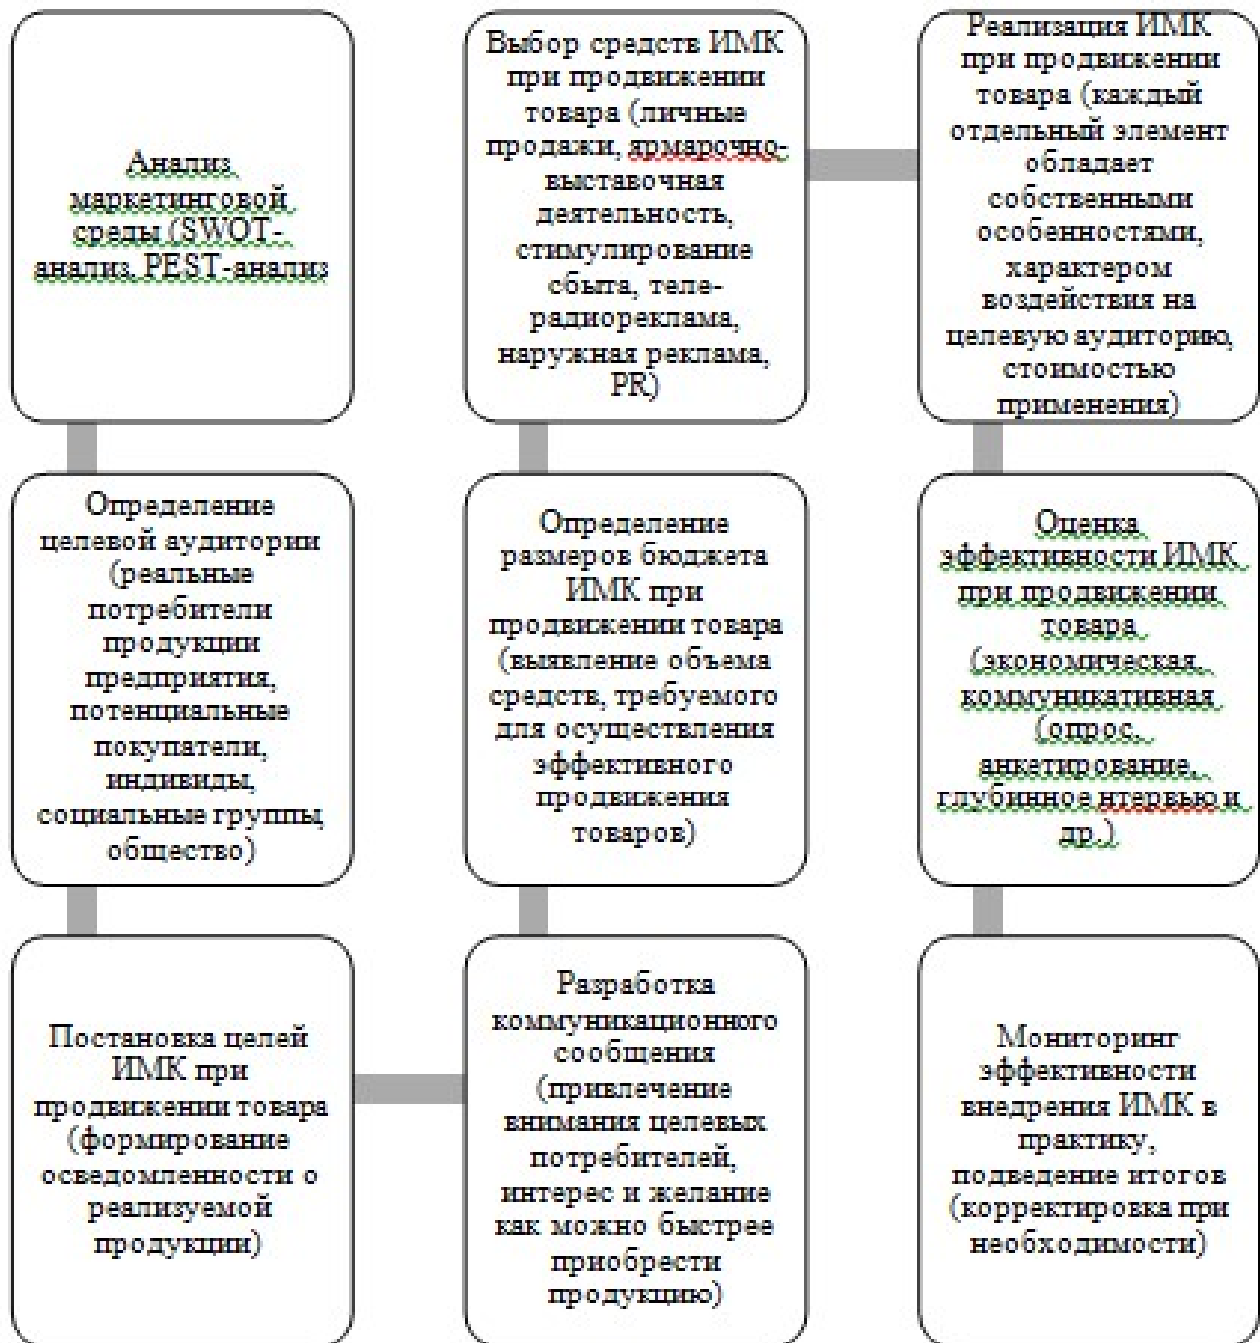 Анализ
маркетинговой
среды (SWOT-
анализ, PEST-анализ
Определение
целевой аудитории
(реальные
потребители
продукции
предприятия,
потенциальные
покупатели,
индивиды,
социальные группы,
общество)
Постановка целей
ИМК при
продвижении товара
(формирование
осведомленности о
реализуемой
продукции)
Разработка
коммуникационного
сообщения
(привлечение
внимания целевых
потребителей,
интерес и желание
как можно быстрее
приобрести
продукцию)
Определение
размеров бюджета
ИМК при
продвижении товара
(выявление объема
средств, требуемого
для осуществления
эффективного
продвижения
товаров)
Выбор средств ИМК
при продвижении
товара (личные
продажи, ярмарочно-
выставочная
деятельность,
стимулирование
сбыта, теле-
радиореклама,
наружная реклама,
PR)
Реализация ИМК
при продвижении
товара (каждый
отдельный элемент
обладает
собственными
особенностями,
характером
воздействия на
целевую аудиторию,
стоимостью
применения)
Оценка
эффективности ИМК
при продвижении
товара
(экономическая,
коммуникативная
(опрос,
анкетирование,
глубинное нтервью и
др.)
Мониторинг
эффективности
внедрения ИМК в
практику,
подведение итогов
(корректировка при
необходимости)